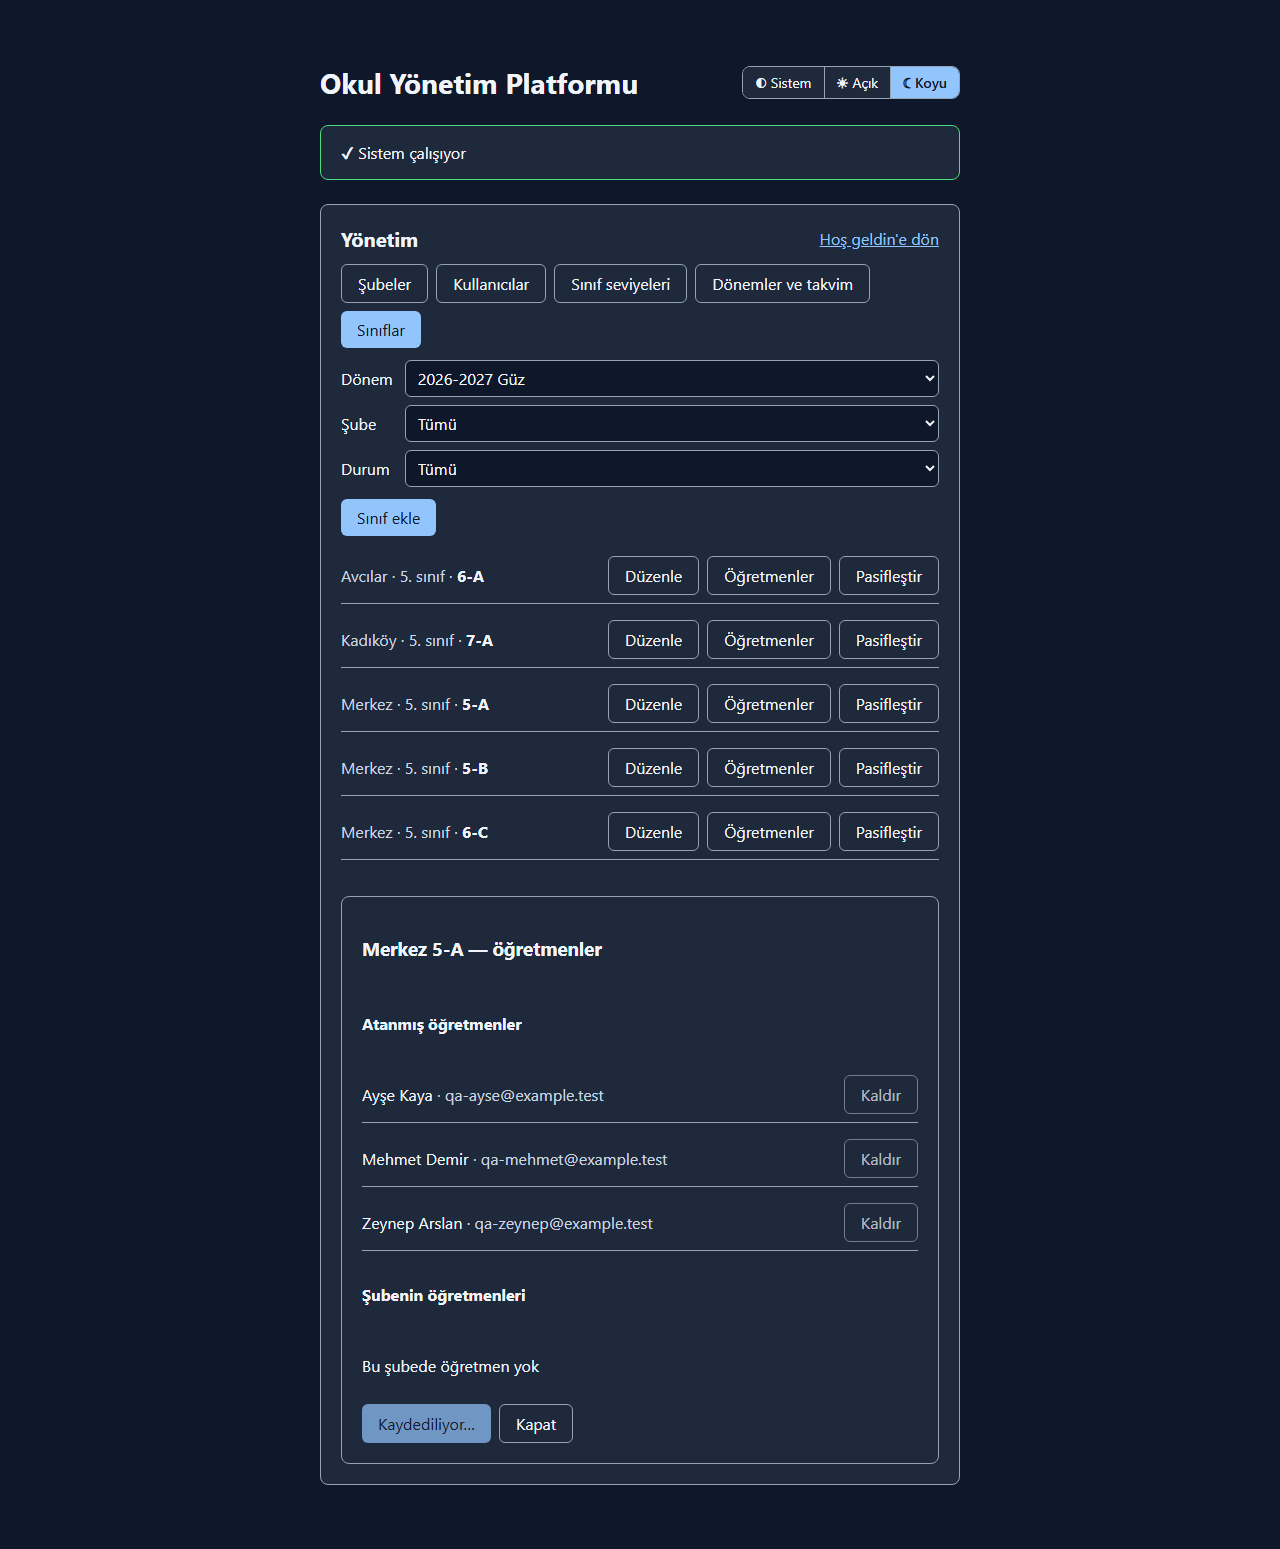 Okul Yönetim Platformu
◐ Sistem
☀ Açık
☾ Koyu
✓ Sistem çalışıyor
Yönetim
Hoş geldin'e dön
Şubeler
Kullanıcılar
Sınıf seviyeleri
Dönemler ve takvim
Sınıflar
Dönem
2026-2027 Güz
Şube
Tümü
Durum
Tümü
Sınıf ekle
Avcılar · 5. sınıf · 6-A
Düzenle
Öğretmenler
Pasifleştir
Kadıköy · 5. sınıf · 7-A
Düzenle
Öğretmenler
Pasifleştir
Merkez · 5. sınıf · 5-A
Düzenle
Öğretmenler
Pasifleştir
Merkez · 5. sınıf · 5-B
Düzenle
Öğretmenler
Pasifleştir
Merkez · 5. sınıf · 6-C
Düzenle
Öğretmenler
Pasifleştir
Merkez 5-A — öğretmenler
Atanmış öğretmenler
Ayşe Kaya · qa-ayse@example.test
Kaldır
Mehmet Demir · qa-mehmet@example.test
Kaldır
Zeynep Arslan · qa-zeynep@example.test
Kaldır
Şubenin öğretmenleri
Bu şubede öğretmen yok
Kaydediliyor...
Kapat